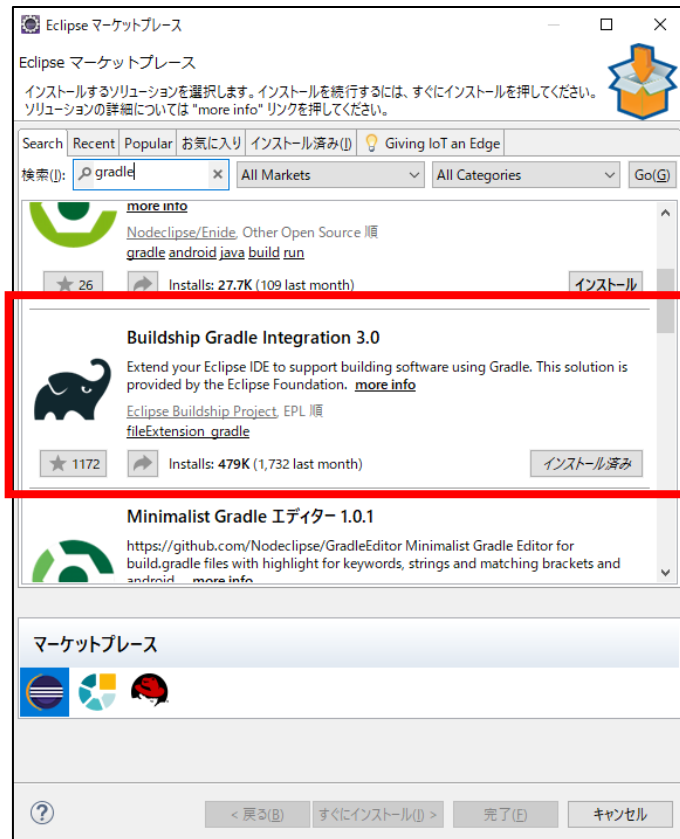 Eclipse マーケットプレース
Eclipse マーケットプレース
インストールするソリューションを選択します。インストールを続行するには、すぐにインストールを押してください。
ソリューションの詳細については "more info" リンクを押してください。
Search Recent Popular お気に入り インストール済み(I) Giving IoT an Edge
検索(I): gradle All Markets All Categories Go(G)
more info
Nodeclipse/Enide, Other Open Source 順
gradle android java build run
26 Installs: 27.7K (109 last month) インストール
Buildship Gradle Integration 3.0
Extend your Eclipse IDE to support building software using Gradle. This solution is
provided by the Eclipse Foundation. more info
Eclipse Buildship Project, EPL 順
fileExtension_gradle
1172 Installs: 479K (1,732 last month) インストール済み
Minimalist Gradle エディター 1.0.1
https://github.com/Nodeclipse/GradleEditor Minimalist Gradle Editor for
build.gradle files with highlight for keywords, strings and matching brackets and
android... more info
マーケットプレース
< 戻る(B) すぐにインストール(I) > 完了(F) キャンセル